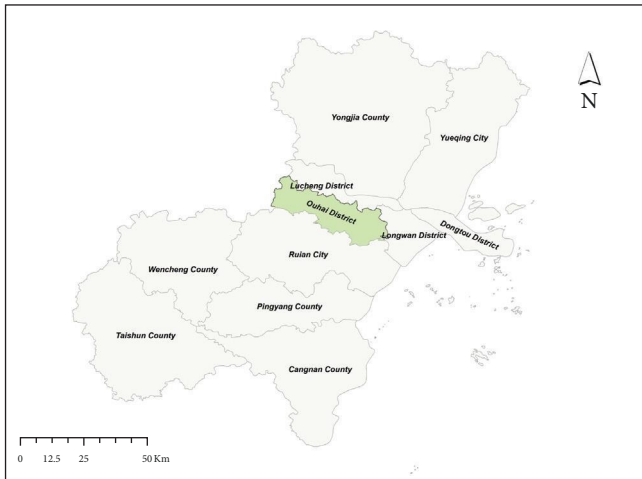 N
Yongjia County
Yueqing City
Lucheng District
Ouhai District
Dongtou District
Longwan District
Ruian City
Wencheng County
Pingyang County
Taishun County
Cangnan County
0 12.5 25 50 Km